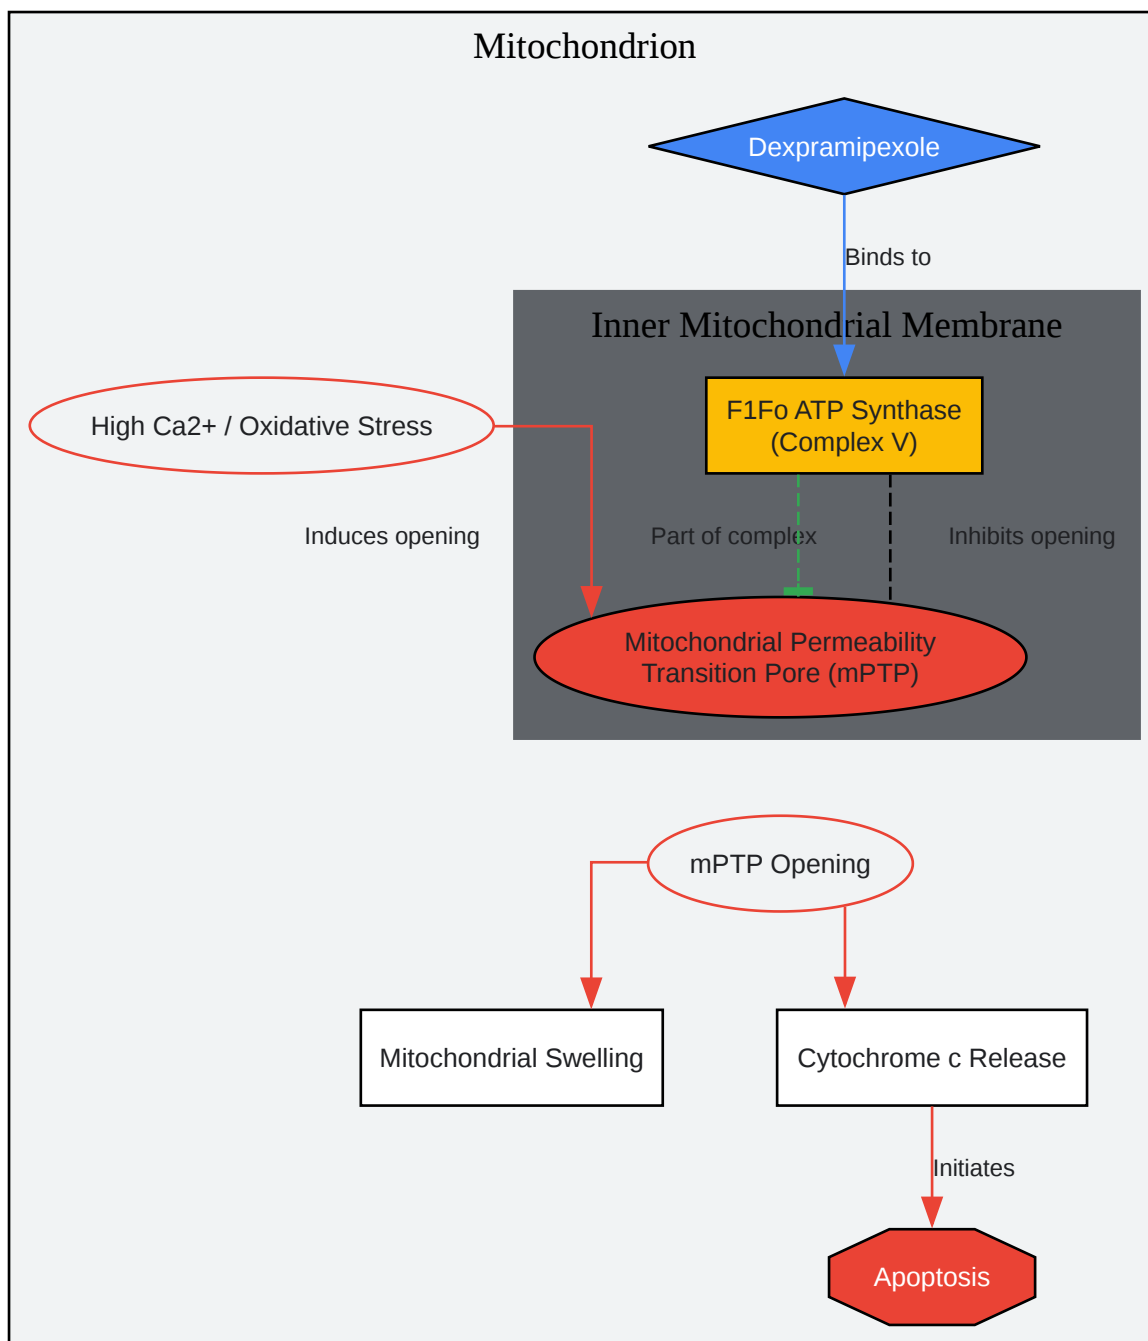 Mitochondrion
Dexpramipexole
Binds to
Inner Mitochondrial Membrane
F1Fo ATP Synthase
(Complex V)
High Ca2+ / Oxidative Stress
Induces opening
Part of complex
Inhibits opening
Mitochondrial Permeability
Transition Pore (mPTP)
mPTP Opening
Mitochondrial Swelling
Cytochrome c Release
Initiates
Apoptosis